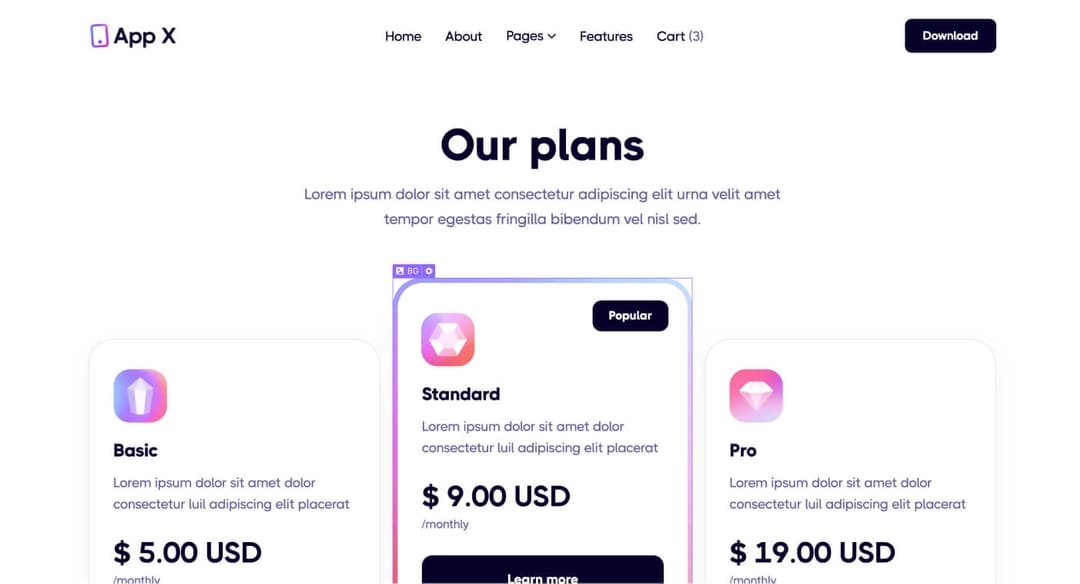 App X
Home
About
Pages
Features
Cart (3)
Download
Our plans
Lorem ipsum dolor sit amet consectetur adipiscing elit urna velit amet
tempor egestas fringilla bibendum vel nisl sed.
BG
Popular
Basic
Lorem ipsum dolor sit amet dolor
consectetur luil adipiscing elit placerat
$ 5.00 USD
/monthly
Standard
Lorem ipsum dolor sit amet dolor
consectetur luil adipiscing elit placerat
$ 9.00 USD
/monthly
Learn more
Pro
Lorem ipsum dolor sit amet dolor
consectetur luil adipiscing elit placerat
$ 19.00 USD
/monthly